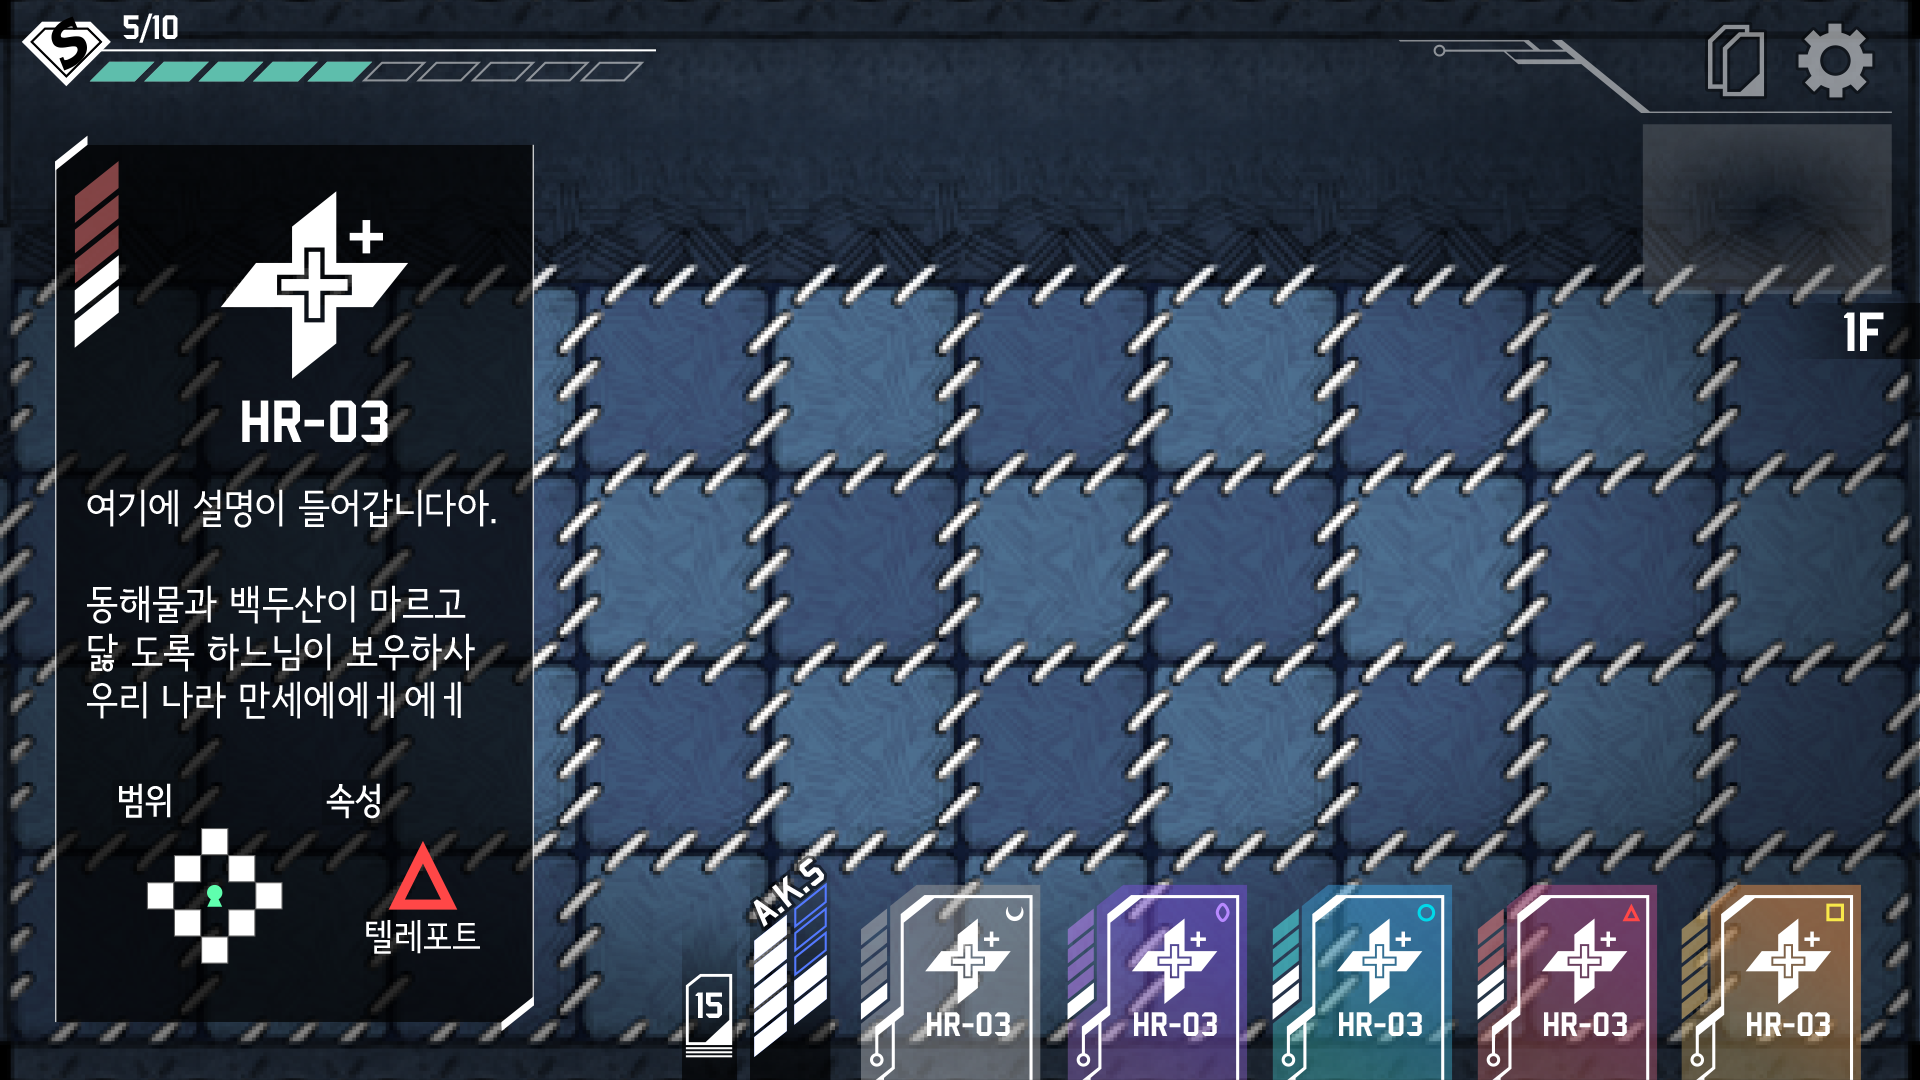 S
5/10
1F
HR-03
여기에 설명이 들어갑니다아.
동해물과 백두산이 마르고
닳 도록 하느님이 보우하사
우리 나라 만세에에ㅔ에ㅔ
범위 속성
텔레포트
A.K.S
15
HR-03 HR-03 HR-03 HR-03 HR-03